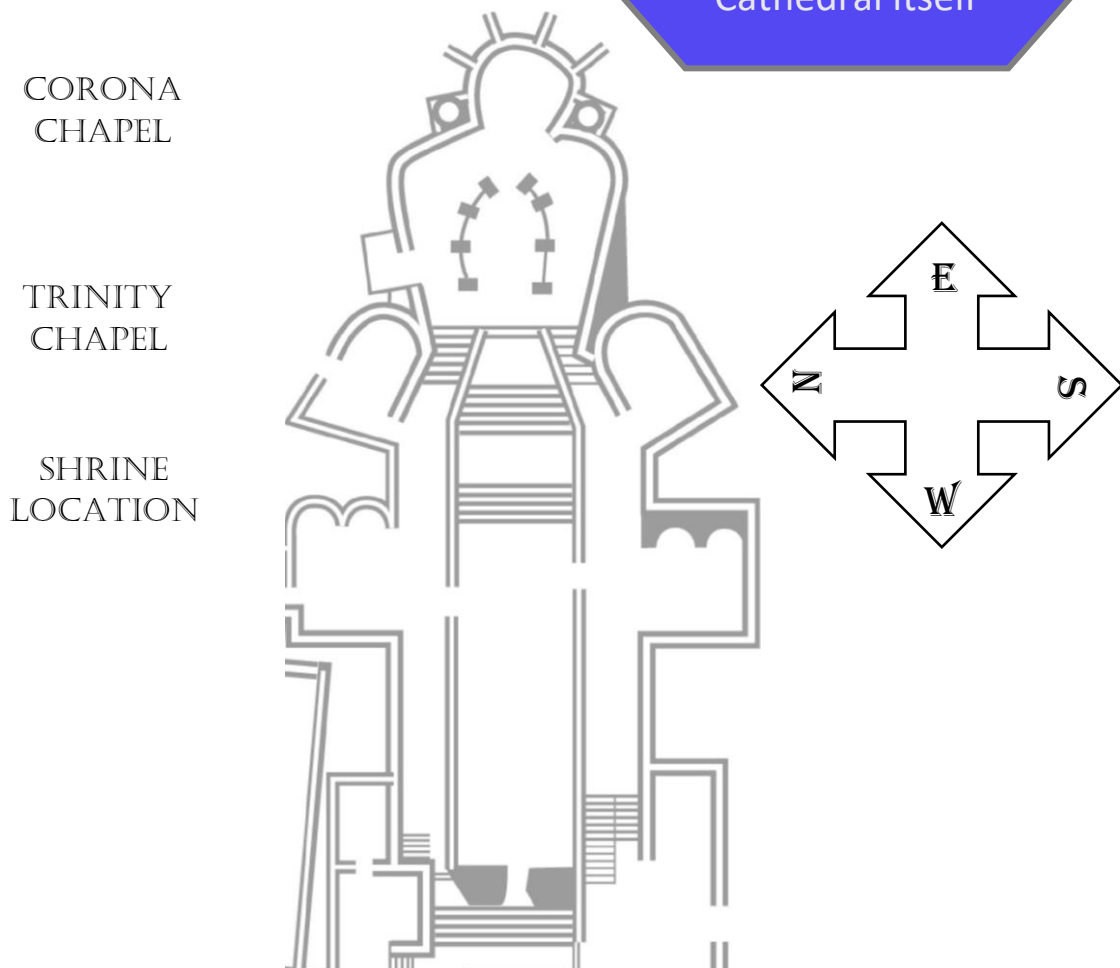 Cathedral itself
CORONA
CHAPEL
TRINITY
CHAPEL
SHRINE
LOCATION
E
N
S
W